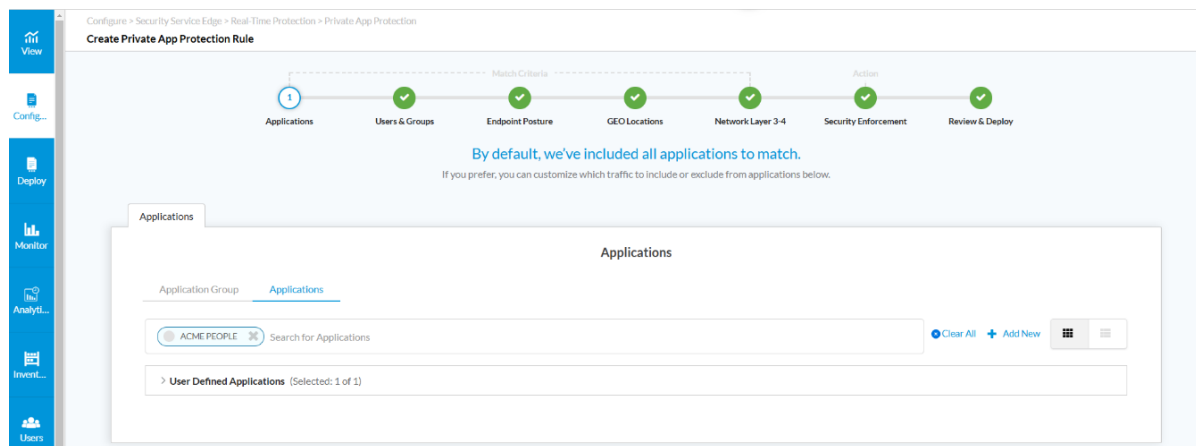 Configure > Security Service Edge > Real-Time Protection > Private App Protection
Create Private App Protection Rule
View
Config...
Deploy
Monitor
Analyti...
Invent...
Users
Match Criteria
Action
1
Applications
Users & Groups
Endpoint Posture
GEO Locations
Network Layer 3-4
Security Enforcement
Review & Deploy
By default, we've included all applications to match.
If you prefer, you can customize which traffic to include or exclude from applications below.
Applications
Applications
Application Group
Applications
ACME PEOPLE
Search for Applications
Clear All
Add New
User Defined Applications (Selected: 1 of 1)